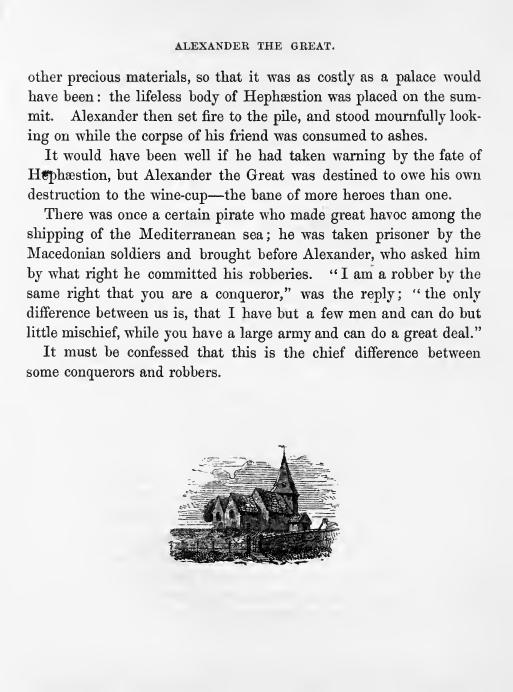 ALEXANDER THE GREAT.
other precious materials, so that it was as costly as a palace would
have been: the lifeless body of Hephæstion was placed on the sum-
mit. Alexander then set fire to the pile, and stood mournfully look-
ing on while the corpse of his friend was consumed to ashes.
It would have been well if he had taken warning by the fate of
Hephæstion, but Alexander the Great was destined to owe his own
destruction to the wine-cup—the bane of more heroes than one.
There was once a certain pirate who made great havoc among the
shipping of the Mediterranean sea; he was taken prisoner by the
Macedonian soldiers and brought before Alexander, who asked him
by what right he committed his robberies. “I am a robber by the
same right that you are a conqueror,” was the reply; “the only
difference between us is, that I have but a few men and can do but
little mischief, while you have a large army and can do a great deal.”
It must be confessed that this is the chief difference between
some conquerors and robbers.